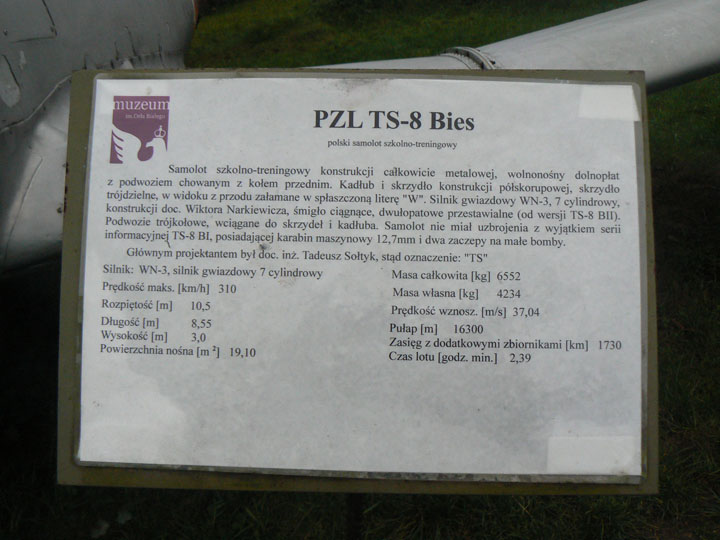 muzeum
im. Orła Białego
PZL TS-8 Bies
polski samolot szkolno-treningowy
Samolot szkolno-treningowy konstrukcji całkowicie metalowej, wolnonośny dolnopłat
z podwoziem chowanym z kołem przednim. Kadłub i skrzydło konstrukcji półskorupowej, skrzydło
trójdzielne, w widoku z przodu załamane w spłaszczoną literę "W". Silnik gwiazdowy WN-3, 7 cylindrowy,
konstrukcji doc. Wiktora Narkiewicza, śmigło ciągnące, dwułopatowe przestawialne (od wersji TS-8 BII).
Podwozie trójkołowe, wciągane do skrzydeł i kadłuba. Samolot nie miał uzbrojenia z wyjątkiem serii
informacyjnej TS-8 BI, posiadającej karabin maszynowy 12,7mm i dwa zaczepy na małe bomby.
Głównym projektantem był doc. inż. Tadeusz Sołtyk, stąd oznaczenie: "TS"
Silnik: WN-3, silnik gwiazdowy 7 cylindrowy
Prędkość maks. [km/h] 310
Rozpiętość [m] 10,5
Długość [m] 8,55
Wysokość [m] 3,0
Powierzchnia nośna [m ²] 19,10
Masa całkowita [kg] 6552
Masa własna [kg] 4234
Prędkość wznosz. [m/s] 37,04
Pułap [m] 16300
Zasięg z dodatkowymi zbiornikami [km] 1730
Czas lotu [godz. min.] 2,39